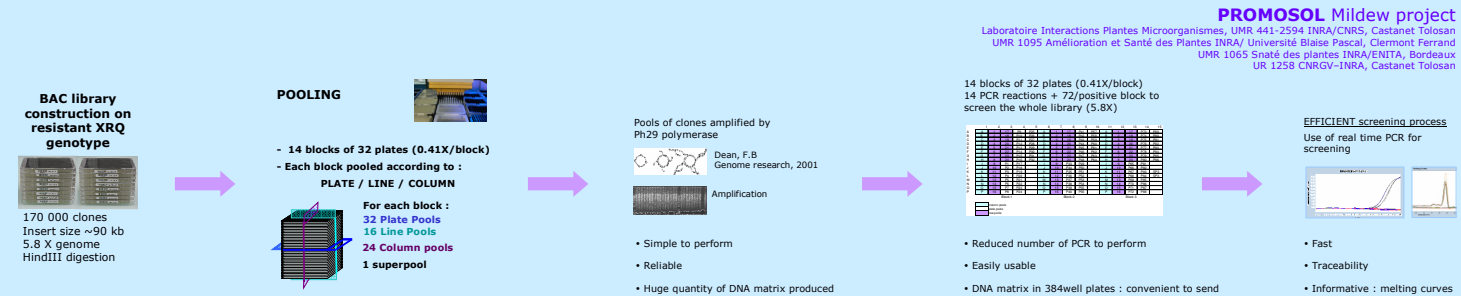 PROMOSOL Mildew project
Laboratoire Interactions Plantes Microorganismes, UMR 441-2594 INRA/CNRS, Castanet Tolosan
UMR 1095 Amélioration et Santé des Plantes INRA/ Université Blaise Pascal, Clermont Ferrand
UMR 1065 Snaté des plantes INRA/ENITA, Bordeaux
UR 1258 CNRGV–INRA, Castanet Tolosan
BAC library
construction on
resistant XRQ
genotype
170 000 clones
Insert size ~90 kb
5.8 X genome
HindIII digestion
POOLING
- 14 blocks of 32 plates (0.41X/block)
- Each block pooled according to :
PLATE / LINE / COLUMN
For each block :
32 Plate Pools
16 Line Pools
24 Column pools
1 superpool
Pools of clones amplified by
Ph29 polymerase
Dean, F.B
Genome research, 2001
Amplification
• Simple to perform
• Reliable
• Huge quantity of DNA matrix produced
14 blocks of 32 plates (0.41X/block)
14 PCR reactions + 72/positive block to
screen the whole library (5.8X)
• Reduced number of PCR to perform
• Easily usable
• DNA matrix in 384well plates : convenient to send
EFFICIENT screening process
Use of real time PCR for
screening
• Fast
• Traceability
• Informative : melting curves